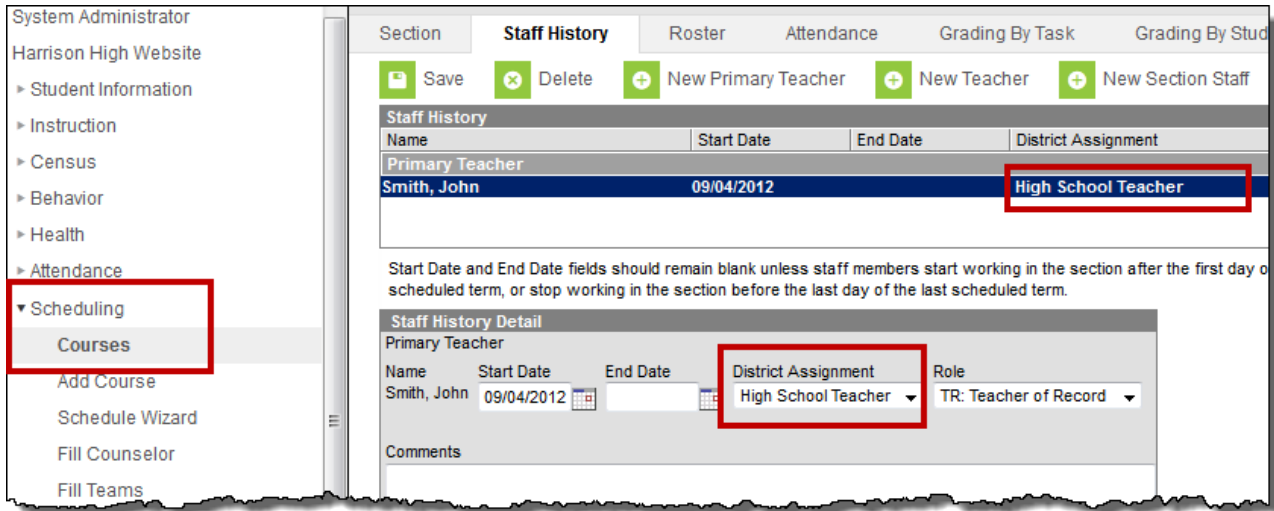 System Administrator
Harrison High Website
Student Information
Instruction
Census
Behavior
Health
Attendance
Scheduling
Courses
Add Course
Schedule Wizard
Fill Counselor
Fill Teams
Section Staff History Roster Attendance Grading By Task Grading By Stud
Save Delete New Primary Teacher New Teacher New Section Staff
Staff History
Name Start Date End Date District Assignment
Primary Teacher
Smith, John 09/04/2012 High School Teacher
Start Date and End Date fields should remain blank unless staff members start working in the section after the first day o
scheduled term, or stop working in the section before the last day of the last scheduled term.
Staff History Detail
Primary Teacher
Name Start Date End Date District Assignment Role
Smith, John 09/04/2012 High School Teacher TR: Teacher of Record
Comments